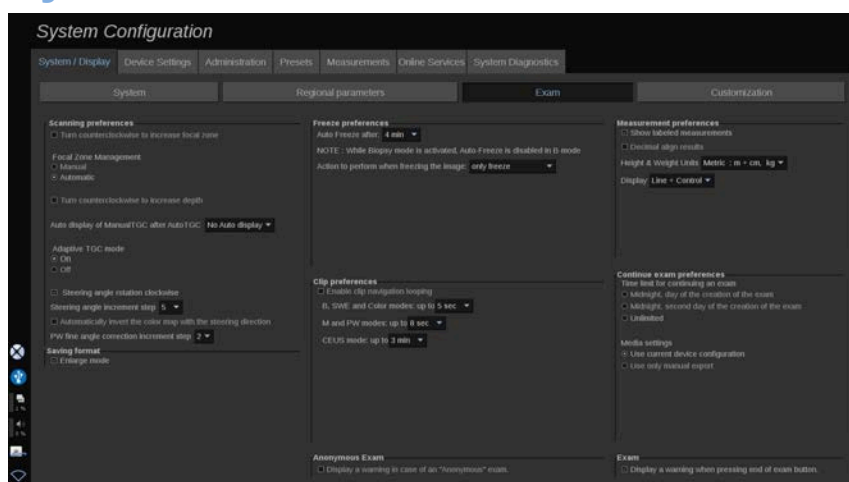 System Configuration
System / Display Device Settings Administration Presets Measurements Online Services System Diagnostics
System Regional parameters Exam Customization
Scanning preferences
Turn counterclockwise to increase focal zone
Focal Zone Management
Manual
Automatic
Turn counterclockwise to increase depth
Auto display of ManualTGC after AutoTGC No Auto display
Adaptive TGC mode
On
Off
Steering angle rotation clockwise
Steering angle increment step 5
Automatically invert the color map with the steering direction
PW fine angle correction increment step 2
Saving format
Enlarge mode
Freeze preferences
Auto Freeze after: 4 min
NOTE : While Biopsy mode is activated, Auto-Freeze is disabled in B mode
Action to perform when freezing the image: only freeze
Clip preferences
Enable clip navigation looping
B, SWE and Color modes: up to 5 sec
M and PW modes: up to 8 sec
CEUS mode: up to 3 min
Anonymous Exam
Display a warning in case of an "Anonymous" exam.
Measurement preferences
Show labeled measurements
Decimal align results
Height & Weight Units Metric : m + cm, kg
Display Line + Control
Continue exam preferences
Time limit for continuing an exam
Midnight, day of the creation of the exam
Midnight, second day of the creation of the exam
Unlimited
Media settings
Use current device configuration
Use only manual export
Exam
Display a warning when pressing end of exam button.